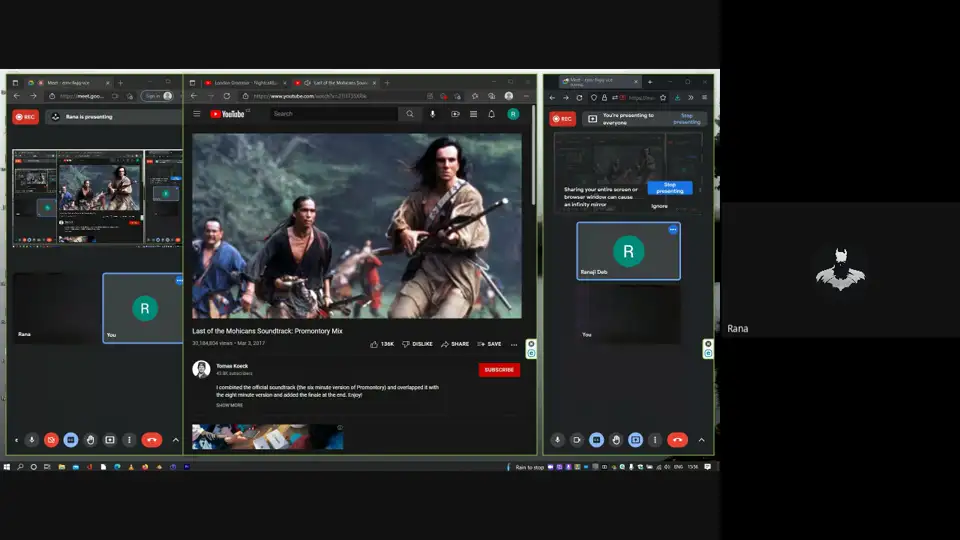 Sign in
REC
Rana is presenting
Rana
R
You
YouTube
Search
R
Last of the Mohicans Soundtrack: Promontory Mix
136K
DISLIKE
SHARE
SAVE
Tomas Koeck
SUBSCRIBE
I combined the official soundtrack (the six minute version of Promontory) and overlapped it with
the eight minute version and added the finale at the end. Enjoy!
SHOW MORE
REC
You're presenting to
everyone
Stop
presenting
Sharing your entire screen or
browser window can cause
an infinity mirror
Stop
presenting
Ignore
R
Ranaji Deb
You
Rain to stop
ENG
Rana